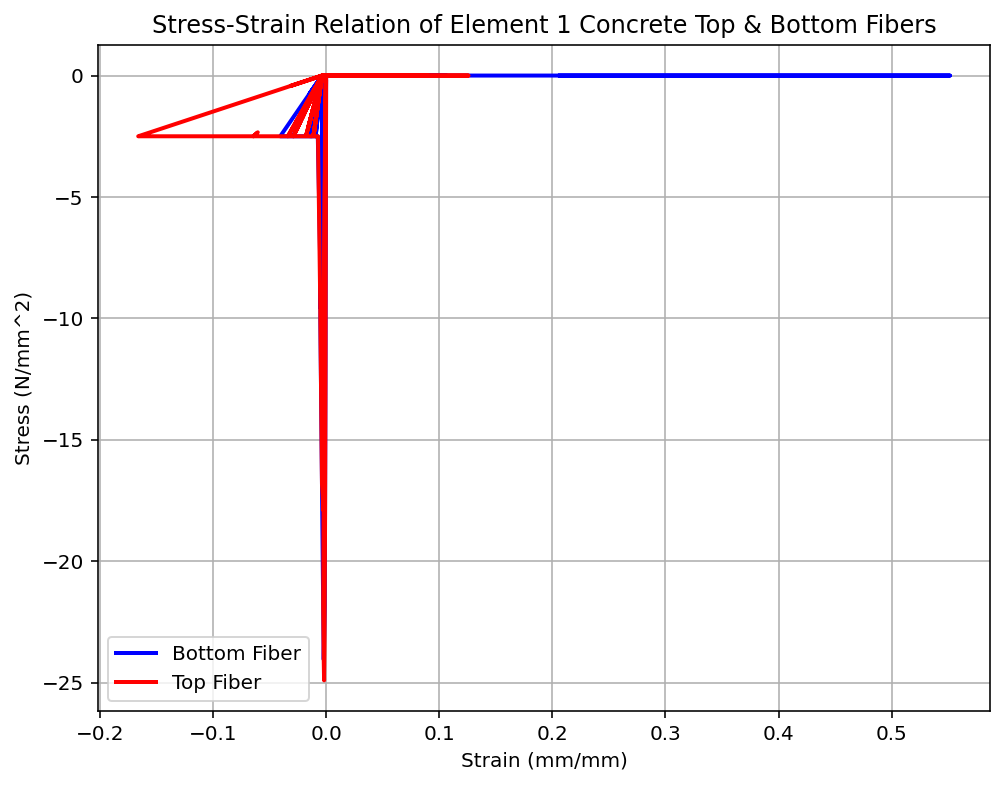 Stress-Strain Relation of Element 1 Concrete Top & Bottom Fibers
0
−5
−10
−15
−20
−25
Stress (N/mm^2)
Bottom Fiber
Top Fiber
−0.2 −0.1 0.0 0.1 0.2 0.3 0.4 0.5
Strain (mm/mm)